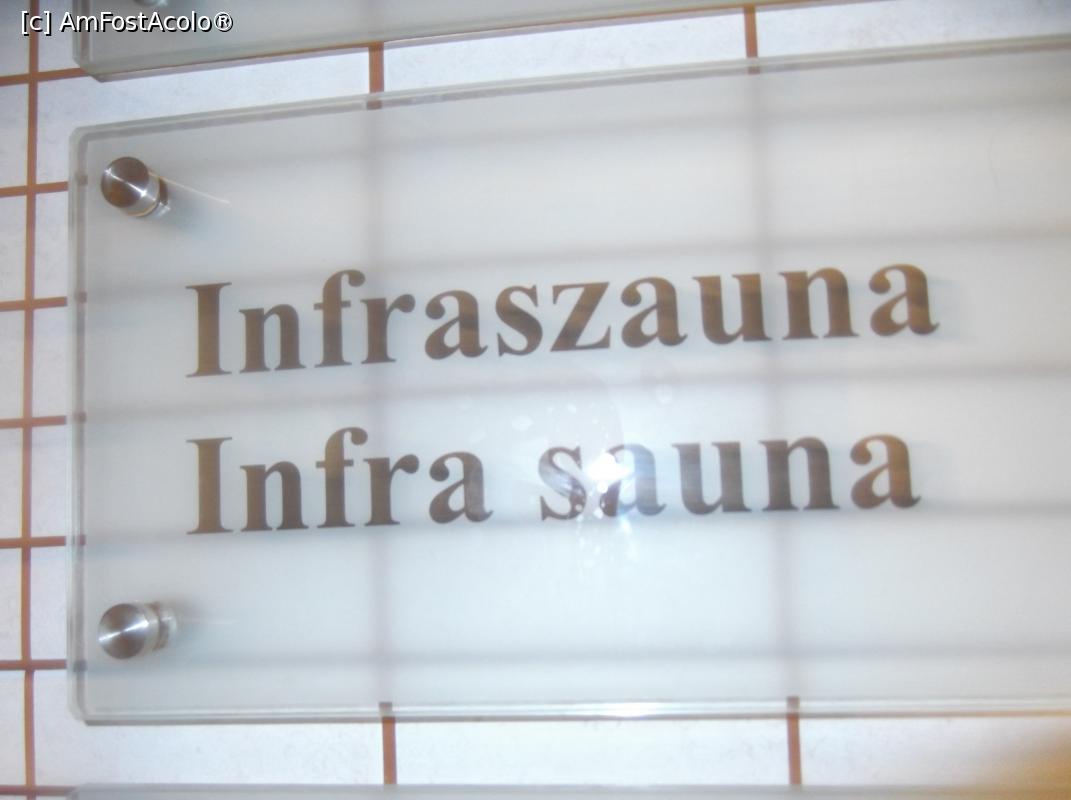 [c] AmFostAcolo®
Infraszauna
Infra sauna